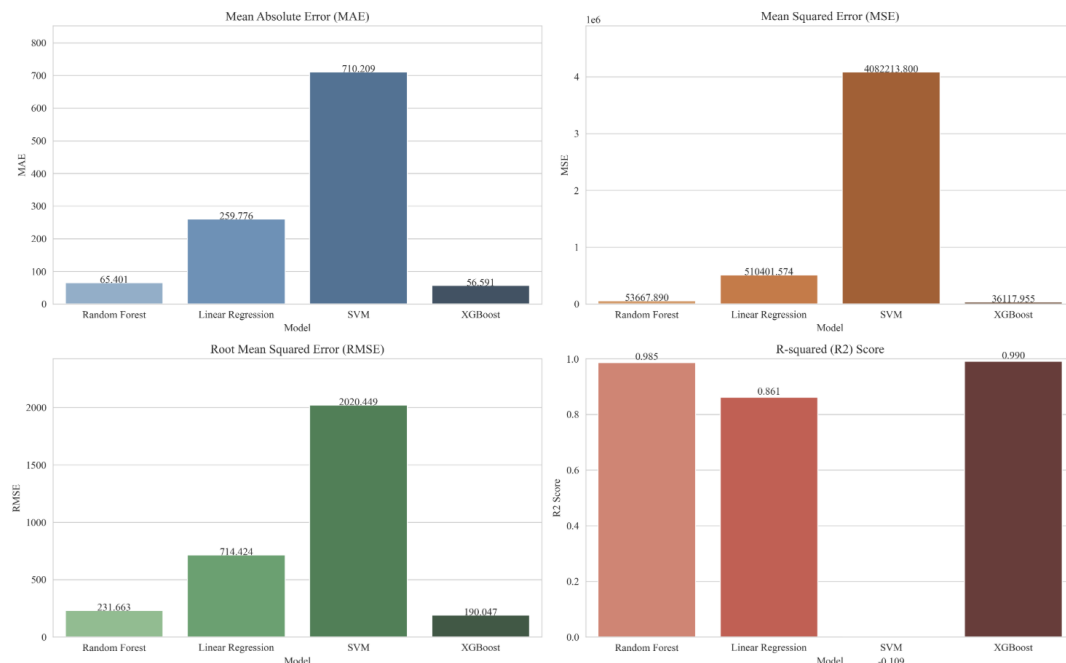 Mean Absolute Error (MAE)
800
700
600
500
400
300
200
100
0
MAE
65.401
259.776
710.209
56.591
Random Forest
Linear Regression
SVM
XGBoost
Model
Mean Squared Error (MSE)
1e6
4
3
2
1
0
MSE
53667.890
510401.574
4082213.800
36117.955
Random Forest
Linear Regression
SVM
XGBoost
Model
Root Mean Squared Error (RMSE)
2000
1500
1000
500
0
RMSE
231.663
714.424
2020.449
190.047
Random Forest
Linear Regression
SVM
XGBoost
Model
R-squared (R2) Score
1.0
0.8
0.6
0.4
0.2
0.0
R2 Score
0.985
0.861
0.990
Random Forest
Linear Regression
SVM
XGBoost
Model
-0.109